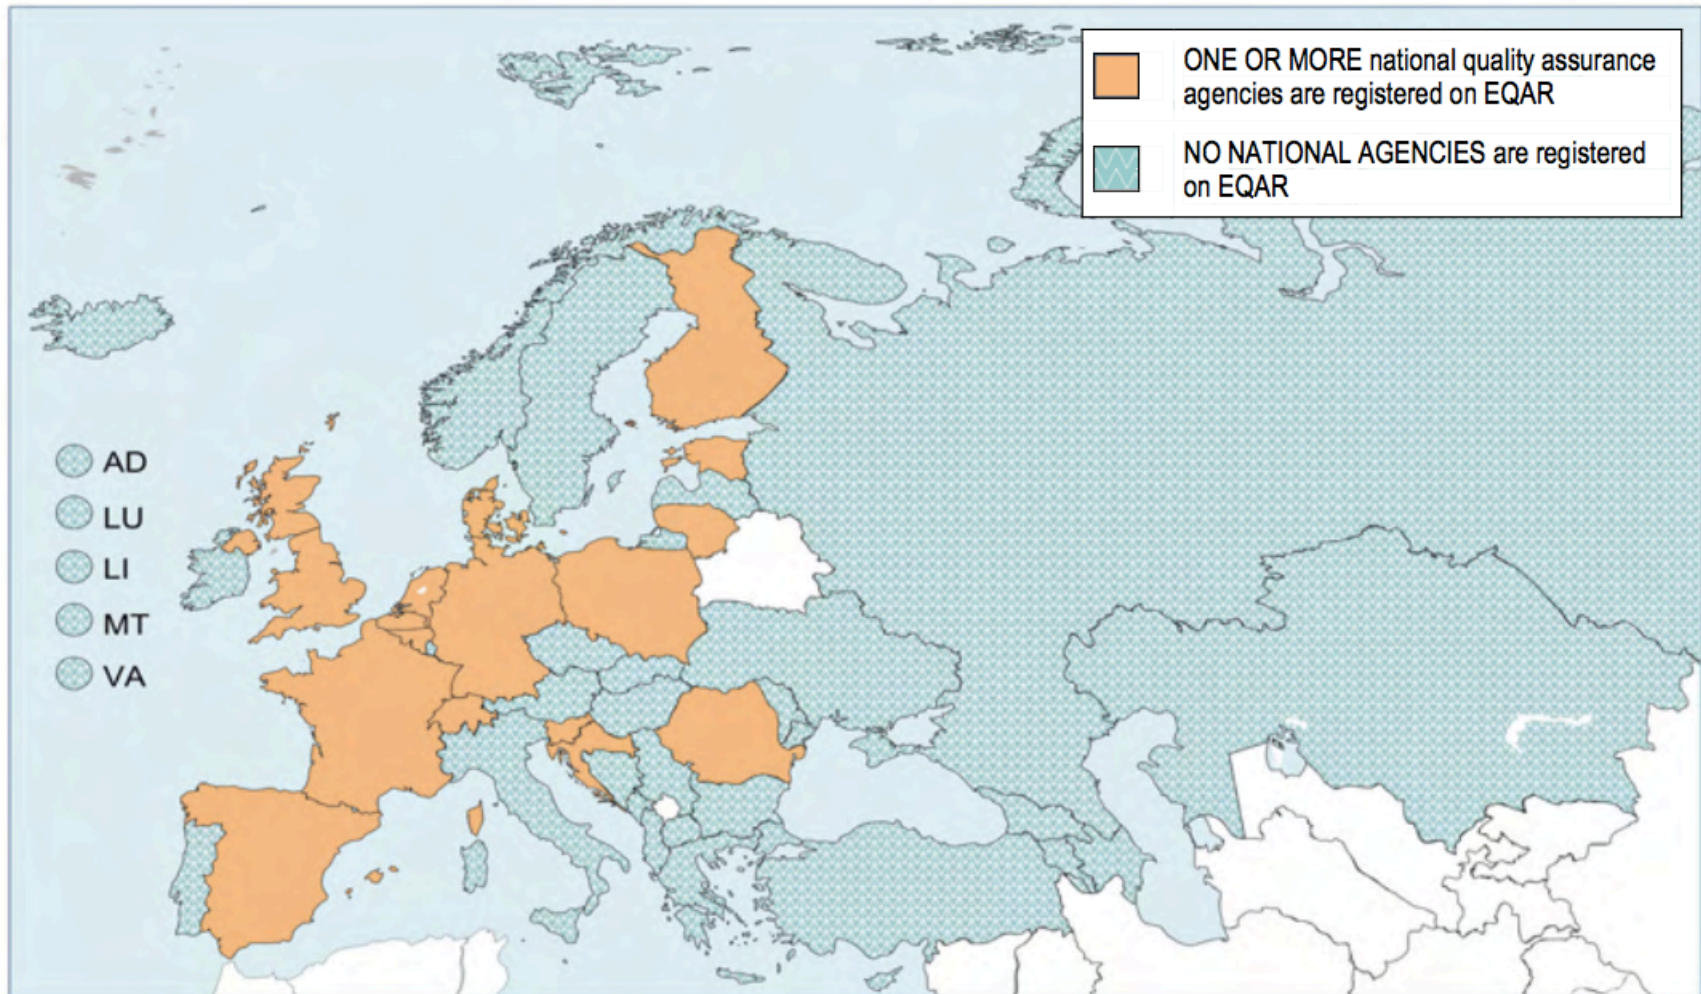 ONE OR MORE national quality assurance
agencies are registered on EQAR
NO NATIONAL AGENCIES are registered
on EQAR
AD
LU
LI
MT
VA